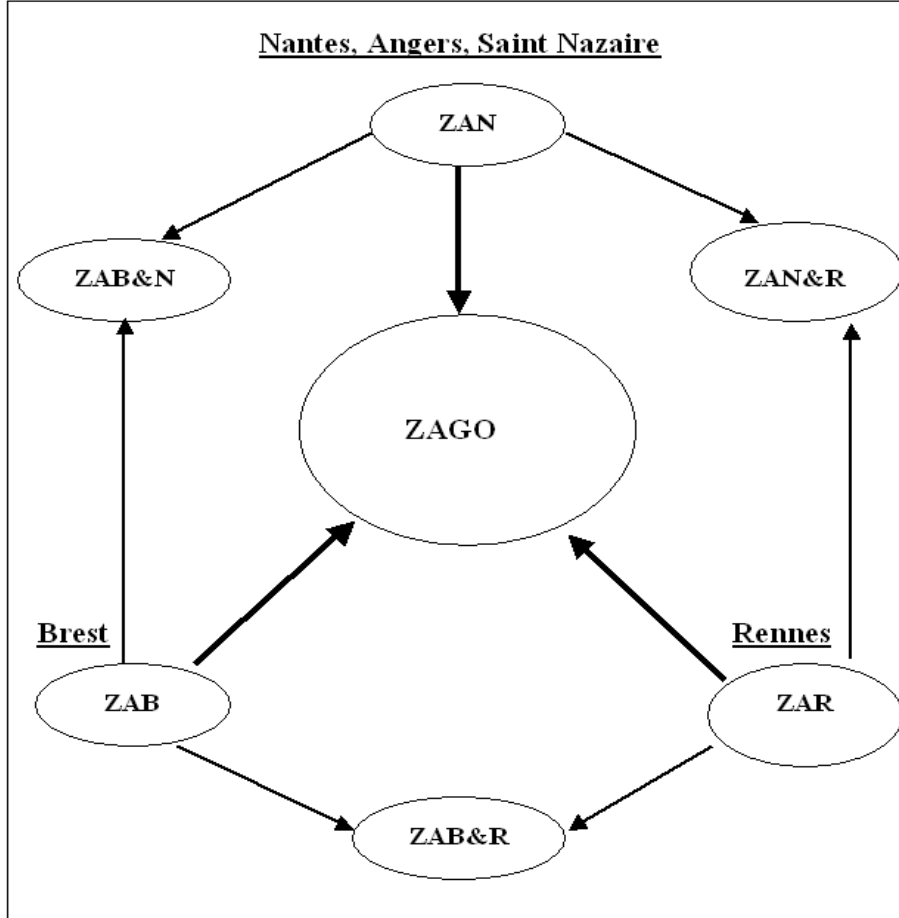 Nantes, Angers, Saint Nazaire
ZAN
ZAB&N
ZAN&R
ZAGO
Brest
Rennes
ZAB
ZAR
ZAB&R